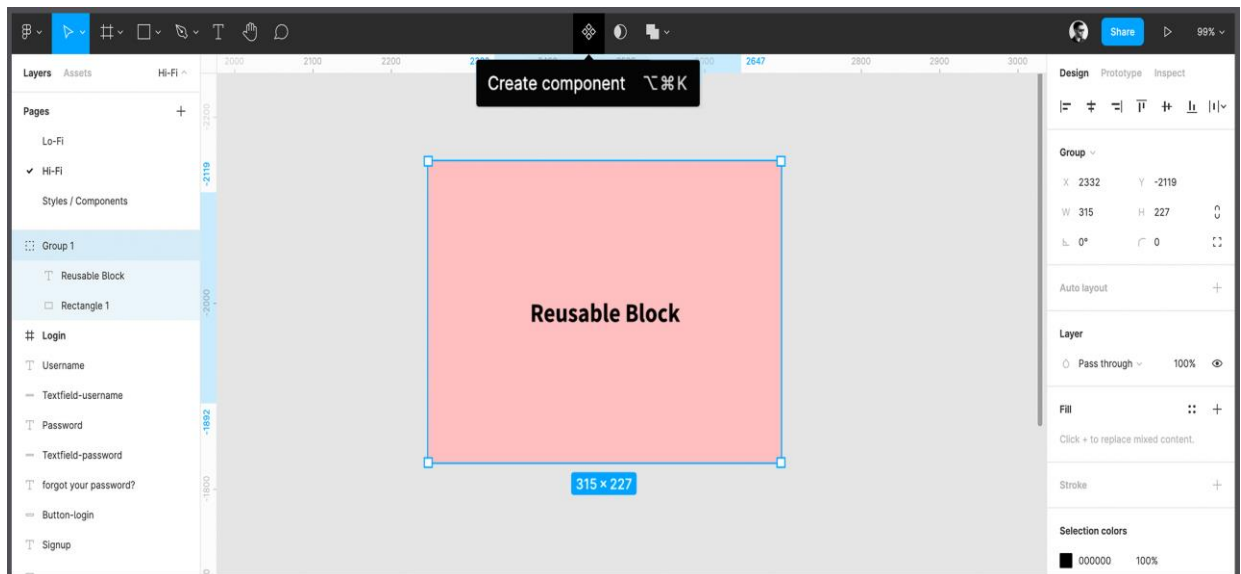 99%
Share
Create component ⌥⌘K
Layers Assets Hi-Fi
Pages
Lo-Fi
Hi-Fi
Styles / Components
Group 1
Reusable Block
Rectangle 1
Login
Username
Textfield-username
Password
Textfield-password
forgot your password?
Button-login
Signup
2000 2100 2200 2647 2800 2900 3000
-2200
-2119
-2000
-1892
-1800
Reusable Block
315 × 227
Design Prototype Inspect
Group
X 2332 Y -2119
W 315 H 227
0° 0
Auto layout
Layer
Pass through 100%
Fill
Click + to replace mixed content.
Stroke
Selection colors
000000 100%